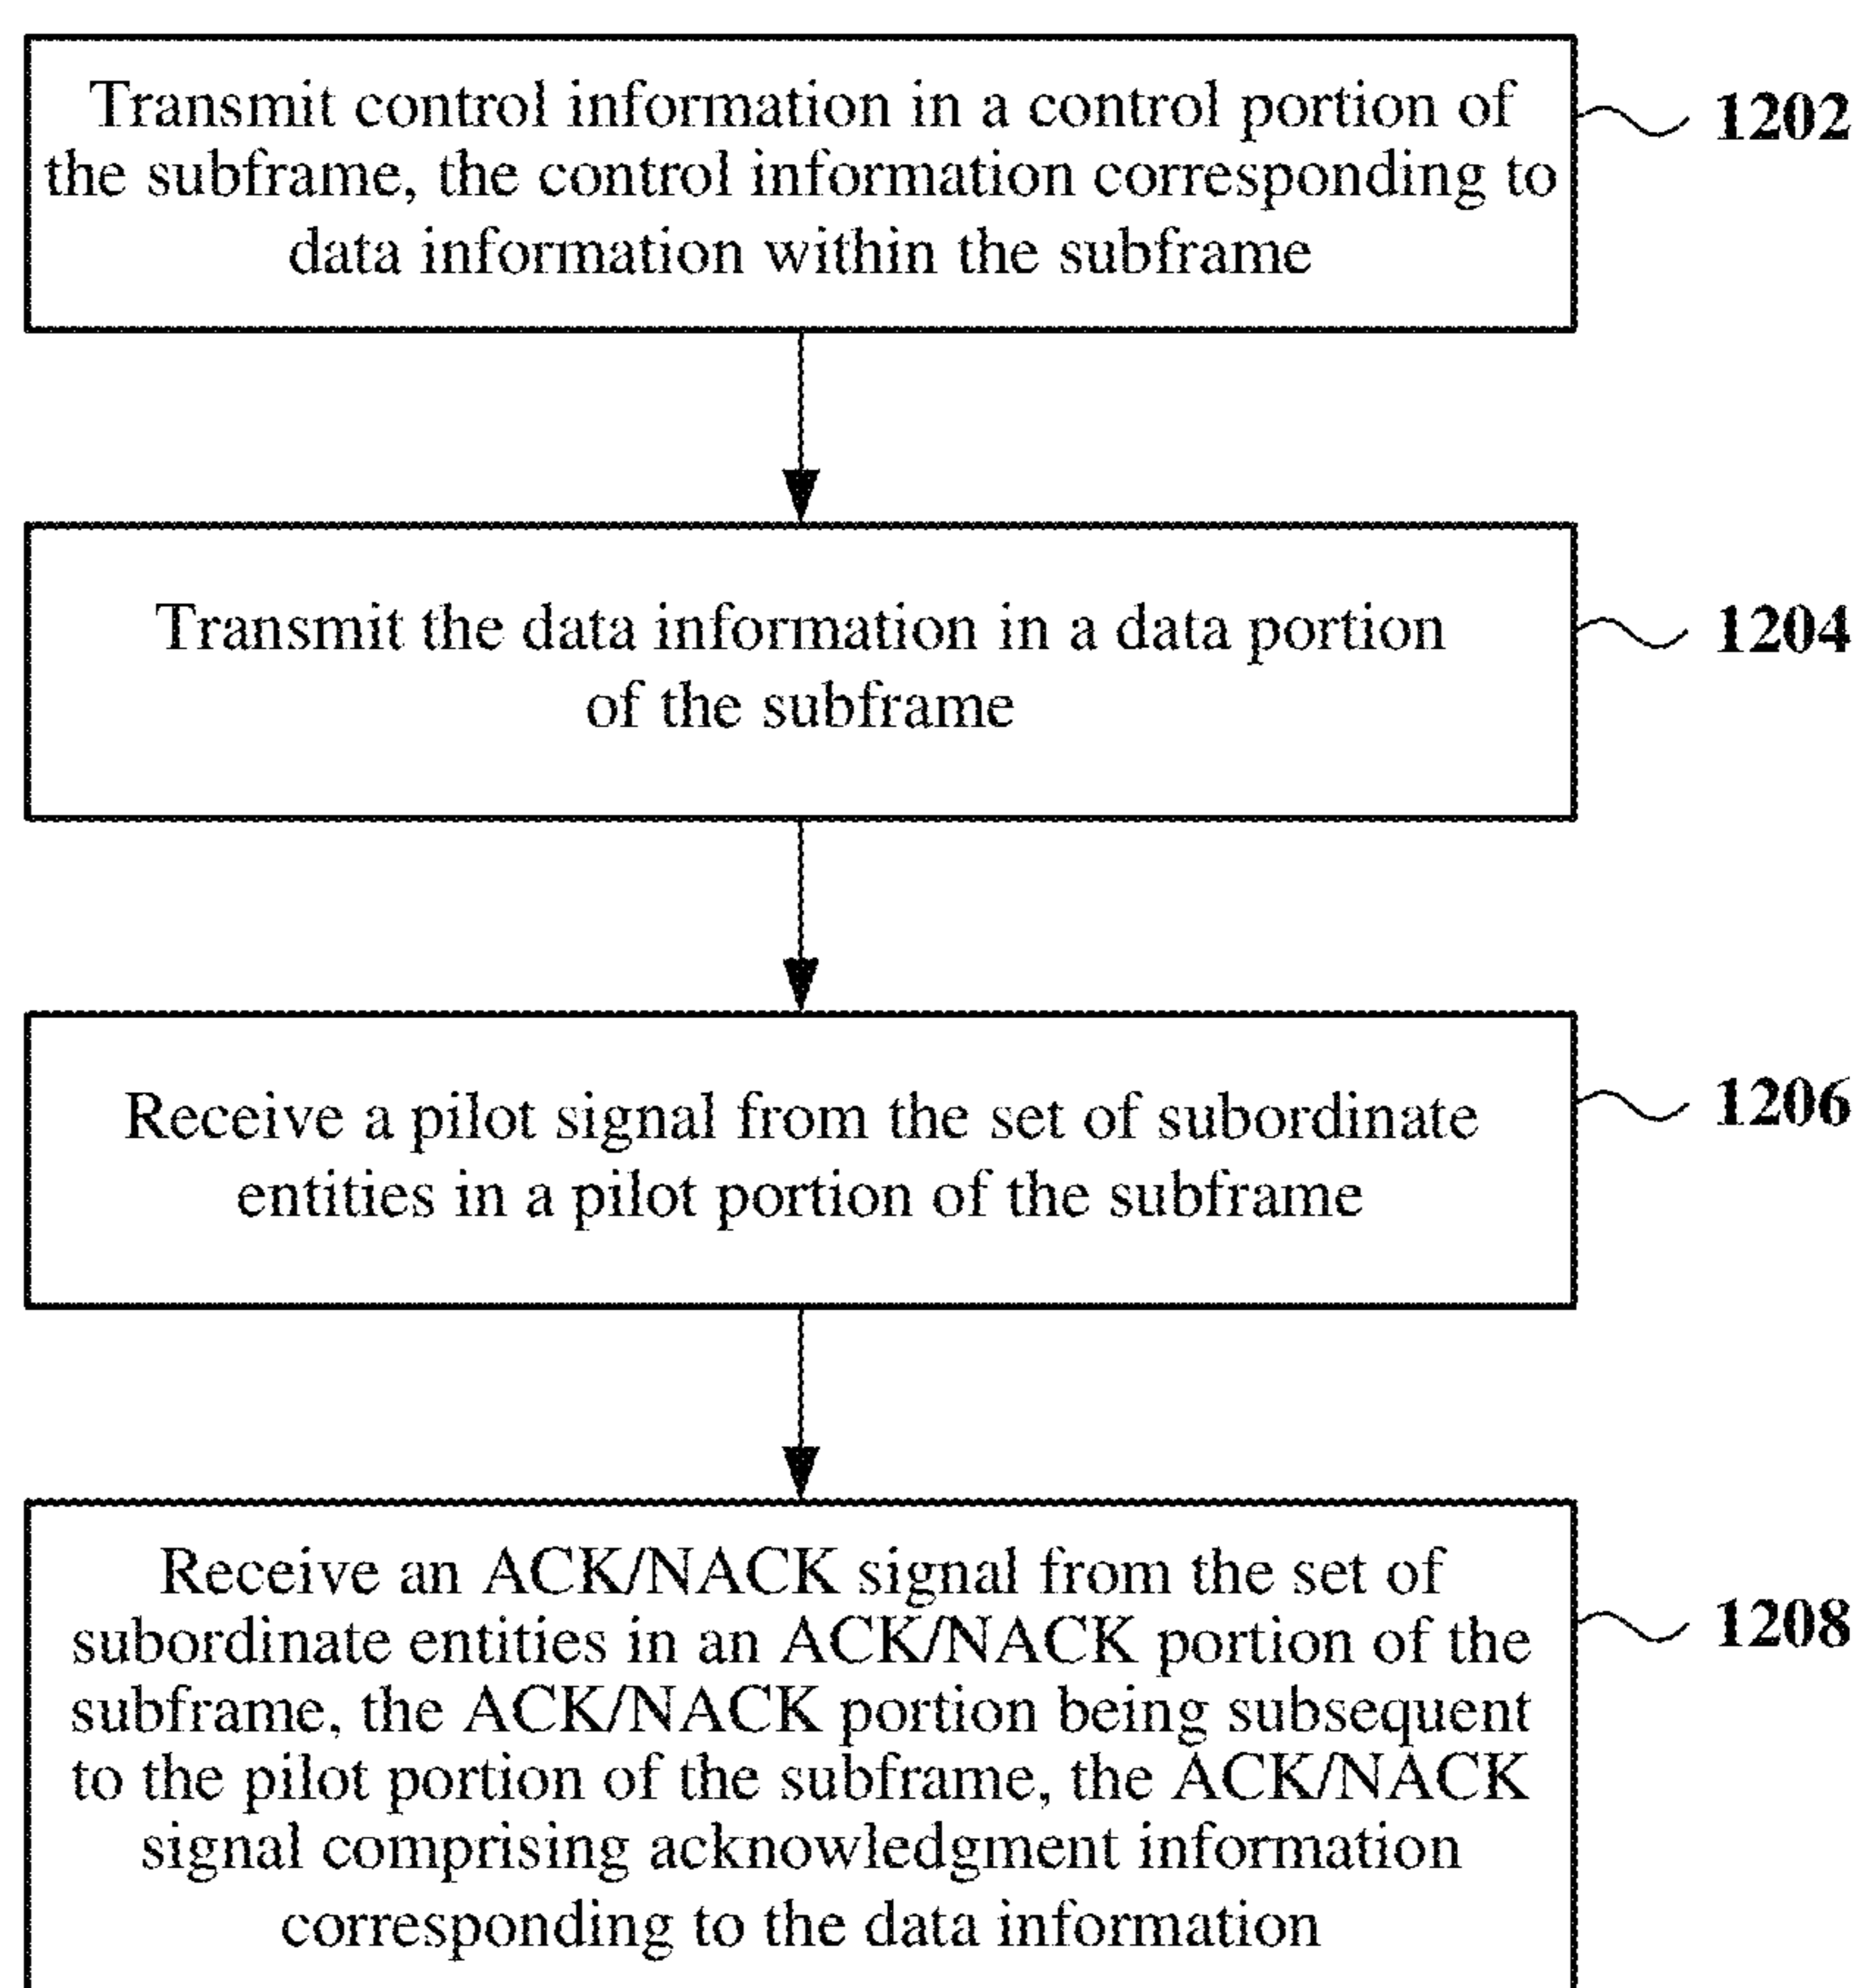 Transmit control information in a control portion of
the subframe, the control information corresponding to
data information within the subframe
1202
Transmit the data information in a data portion
of the subframe
1204
Receive a pilot signal from the set of subordinate
entities in a pilot portion of the subframe
1206
Receive an ACK/NACK signal from the set of
subordinate entities in an ACK/NACK portion of the
subframe, the ACK/NACK portion being subsequent
to the pilot portion of the subframe, the ACK/NACK
signal comprising acknowledgment information
corresponding to the data information
1208